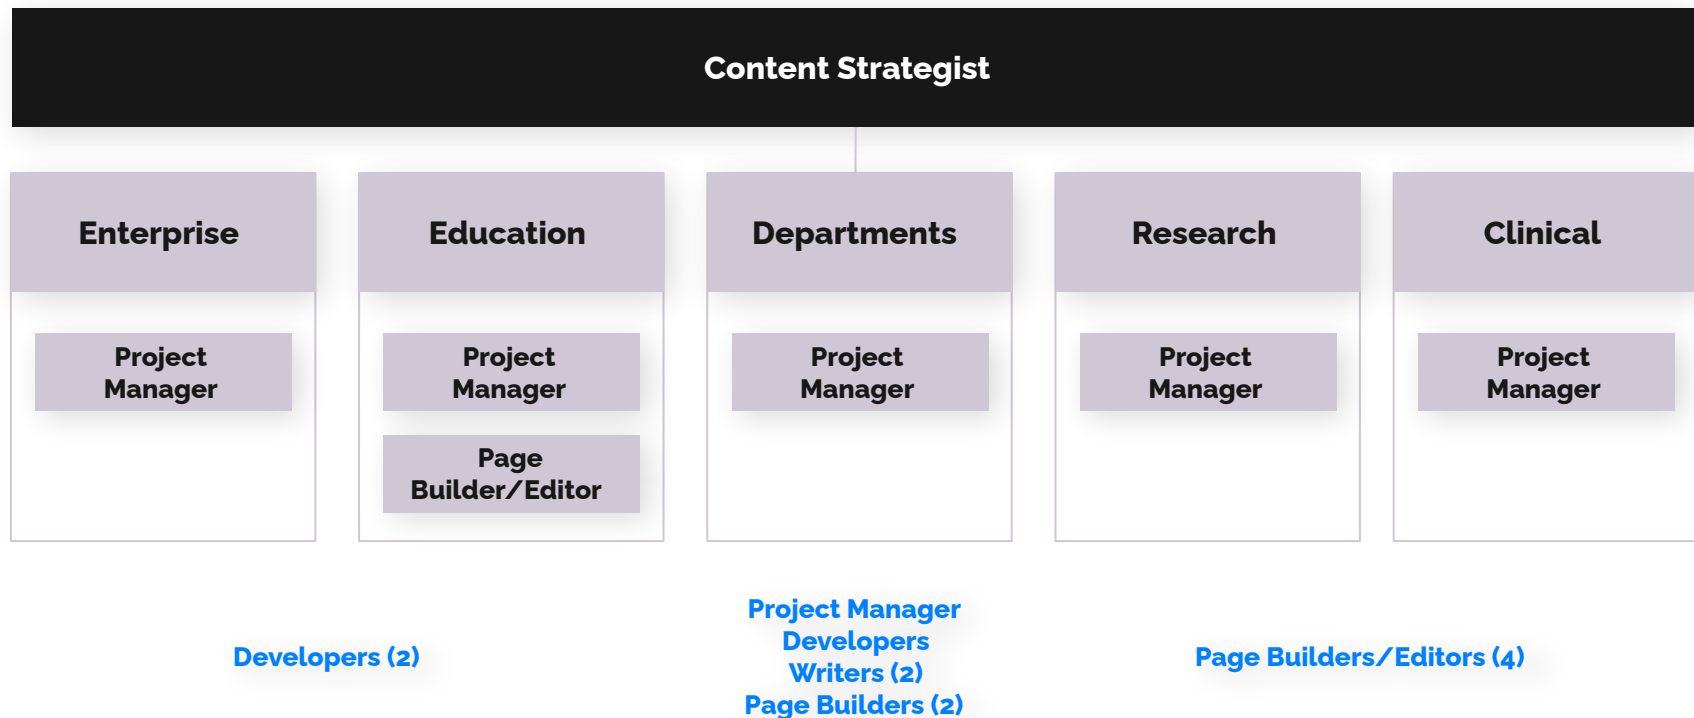 Content Strategist
Enterprise
Education
Departments
Research
Clinical
Project
Manager
Project
Manager
Project
Manager
Project
Manager
Project
Manager
Page
Builder/Editor
Developers (2)
Project Manager
Developers
Writers (2)
Page Builders (2)
Page Builders/Editors (4)